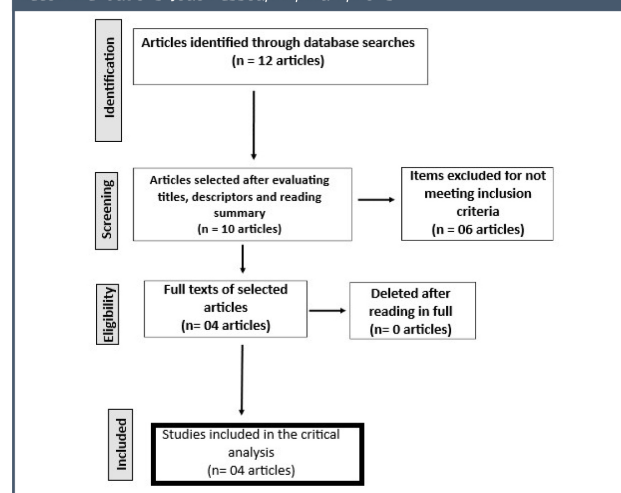 Identification
Articles identified through database searches
(n = 12 articles)
Screening
Articles selected after evaluating
titles, descriptors and reading
summary
(n = 10 articles)
Items excluded for not
meeting inclusion
criteria
(n = 06 articles)
Eligibility
Full texts of selected
articles
(n= 04 articles)
Deleted after
reading in full
(n= 0 articles)
Included
Studies included in the critical
analysis
(n= 04 articles)